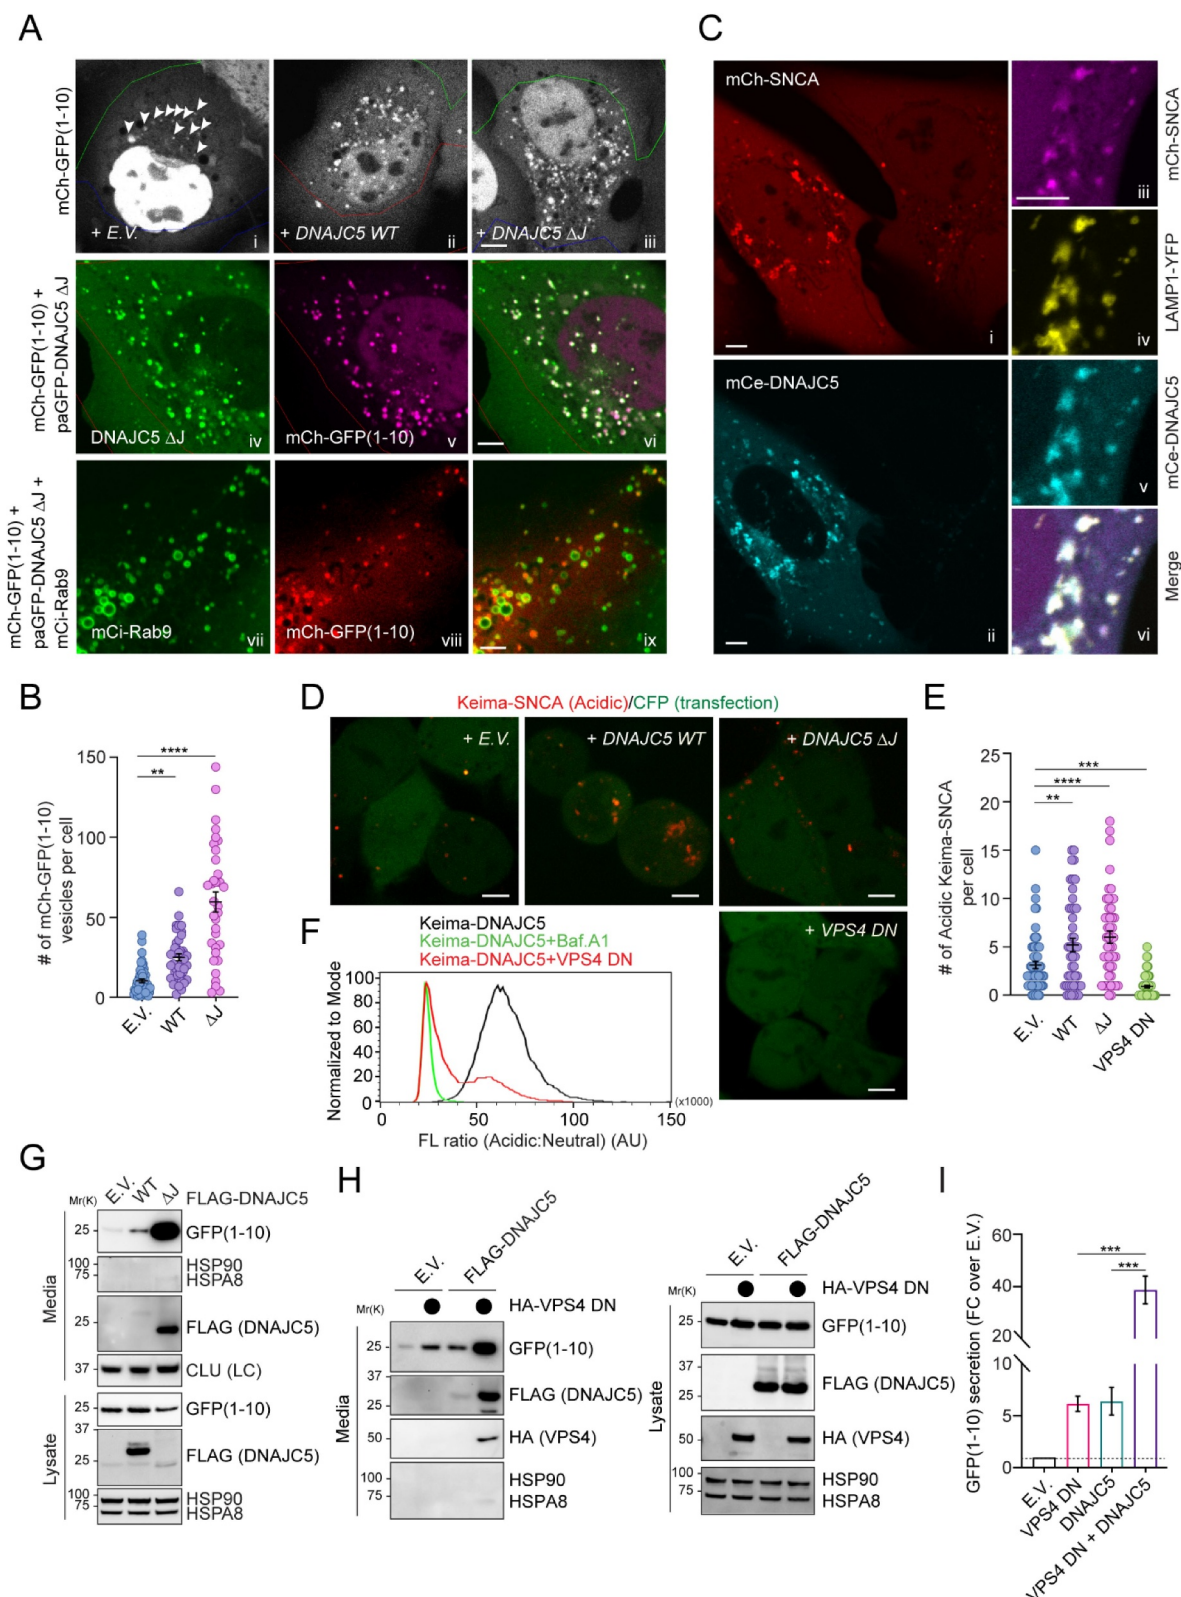 A
mCh-GFP(1-10)
+ E.V.
i
+ DNAJC5 WT
ii
+ DNAJC5 ΔJ
iii
mCh-GFP(1-10) +
paGFP-DNAJC5 ΔJ
DNAJC5 ΔJ
iv
mCh-GFP(1-10)
v
vi
mCh-GFP(1-10) +
paGFP-DNAJC5 ΔJ +
mCi-Rab9
mCi-Rab9
vii
mCh-GFP(1-10)
viii
ix
C
mCh-SNCA
i
mCe-DNAJC5
ii
iii
mCh-SNCA
iv
LAMP1-YFP
v
mCe-DNAJC5
vi
Merge
B
# of mCh-GFP(1-10)
vesicles per cell
150
100
50
0
****
**
E.V.
WT
ΔJ
D
Keima-SNCA (Acidic)/CFP (transfection)
+ E.V.
+ DNAJC5 WT
+ DNAJC5 ΔJ
+ VPS4 DN
E
# of Acidic Keima-SNCA
per cell
25
20
15
10
5
0
***
****
**
E.V.
WT
ΔJ
VPS4 DN
F
Keima-DNAJC5
Keima-DNAJC5+Baf.A1
Keima-DNAJC5+VPS4 DN
Normalized to Mode
100
80
60
40
20
0
0
50
100
150
(x1000)
FL ratio (Acidic:Neutral) (AU)
G
Mr(K)
E.V.
WT
ΔJ
FLAG-DNAJC5
Media
25
GFP(1-10)
100
75
HSP90
HSPA8
25
FLAG (DNAJC5)
37
CLU (LC)
Lysate
25
GFP(1-10)
37
25
FLAG (DNAJC5)
100
75
HSP90
HSPA8
H
E.V.
FLAG-DNAJC5
Mr(K)
HA-VPS4 DN
Media
25
GFP(1-10)
37
25
FLAG (DNAJC5)
50
HA (VPS4)
100
75
HSP90
HSPA8
E.V.
FLAG-DNAJC5
Mr(K)
HA-VPS4 DN
Lysate
25
GFP(1-10)
37
25
FLAG (DNAJC5)
50
HA (VPS4)
100
75
HSP90
HSPA8
I
GFP(1-10) secretion (FC over E.V.)
60
40
20
10
5
0
***
***
E.V.
VPS4 DN
DNAJC5
VPS4 DN + DNAJC5